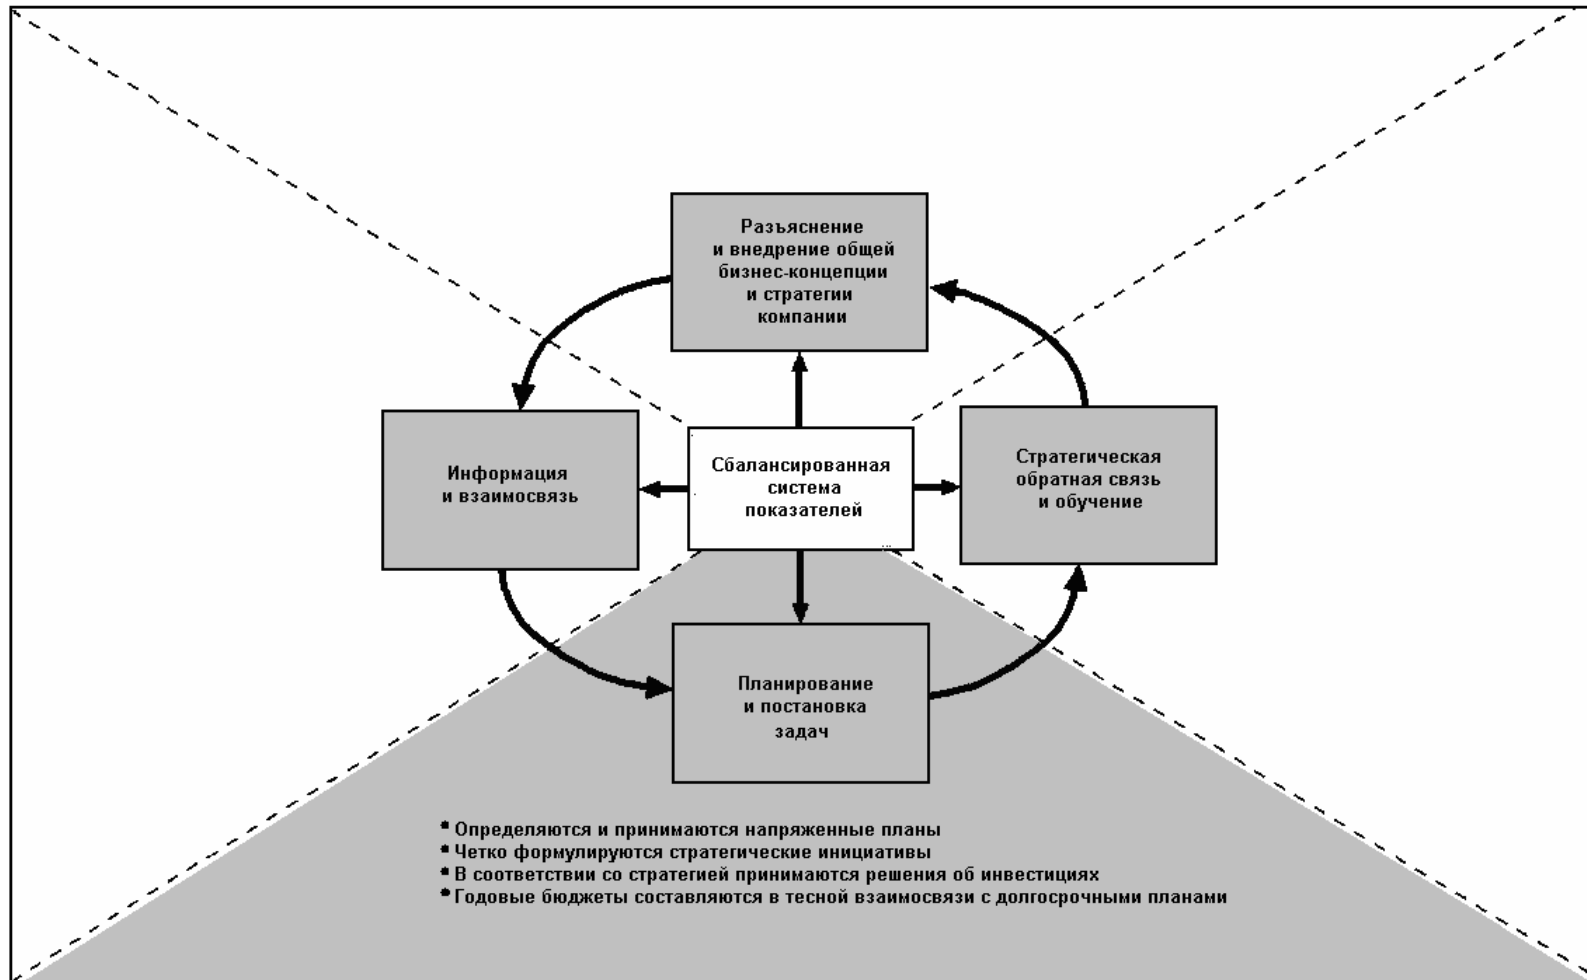 Разъяснение
и внедрение общей
бизнес-концепции
и стратегии
компании
Информация
и взаимосвязь
Сбалансированная
система
показателей
Стратегическая
обратная связь
и обучение
Планирование
и постановка
задач
* Определяются и принимаются напряженные планы
* Четко формулируются стратегические инициативы
* В соответствии со стратегией принимаются решения об инвестициях
* Годовые бюджеты составляются в тесной взаимосвязи с долгосрочными планами